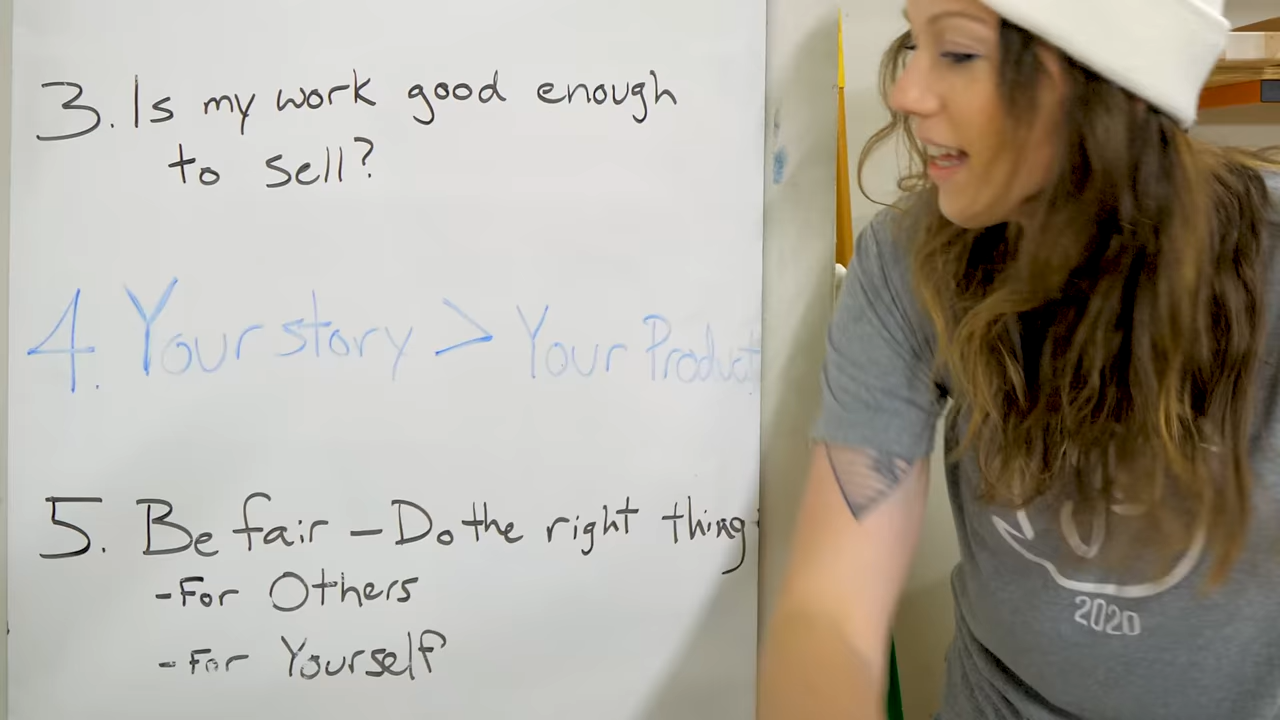 3. Is my work good enough
to sell?
4. Your story > Your Product
5. Be fair - Do the right thing
- For Others
- For Yourself
2020